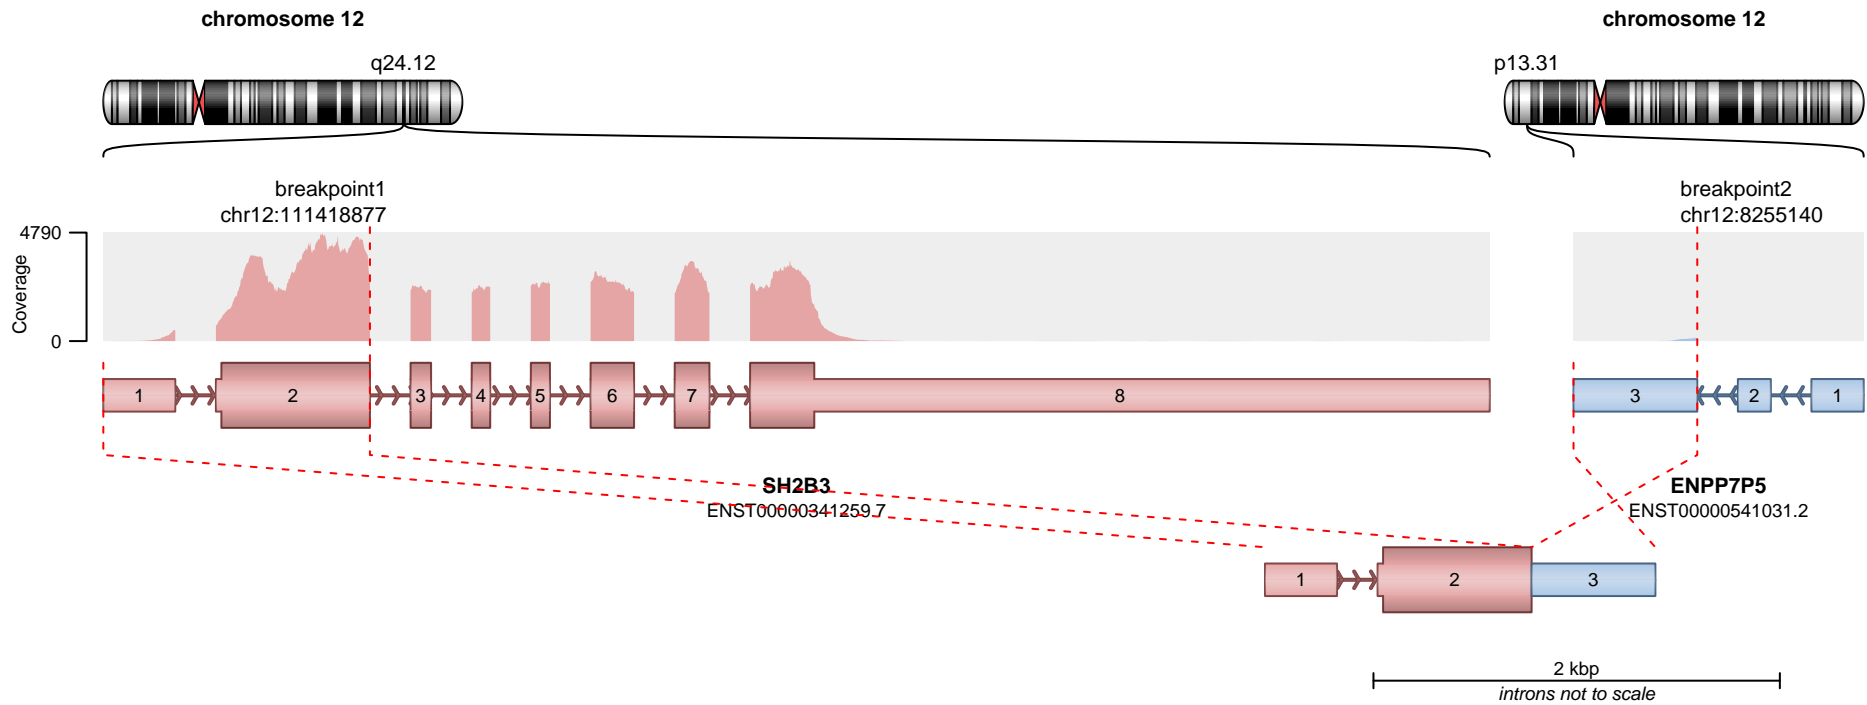 chromosome 12
chromosome 12
q24.12
p13.31
breakpoint1
chr12:111418877
breakpoint2
chr12:8255140
4790
Coverage
0
1 2 3 4 5 6 7 8
3 2 1
SH2B3
ENST00000341259.7
ENPP7P5
ENST00000541031.2
1 2 3
2 kbp
introns not to scale